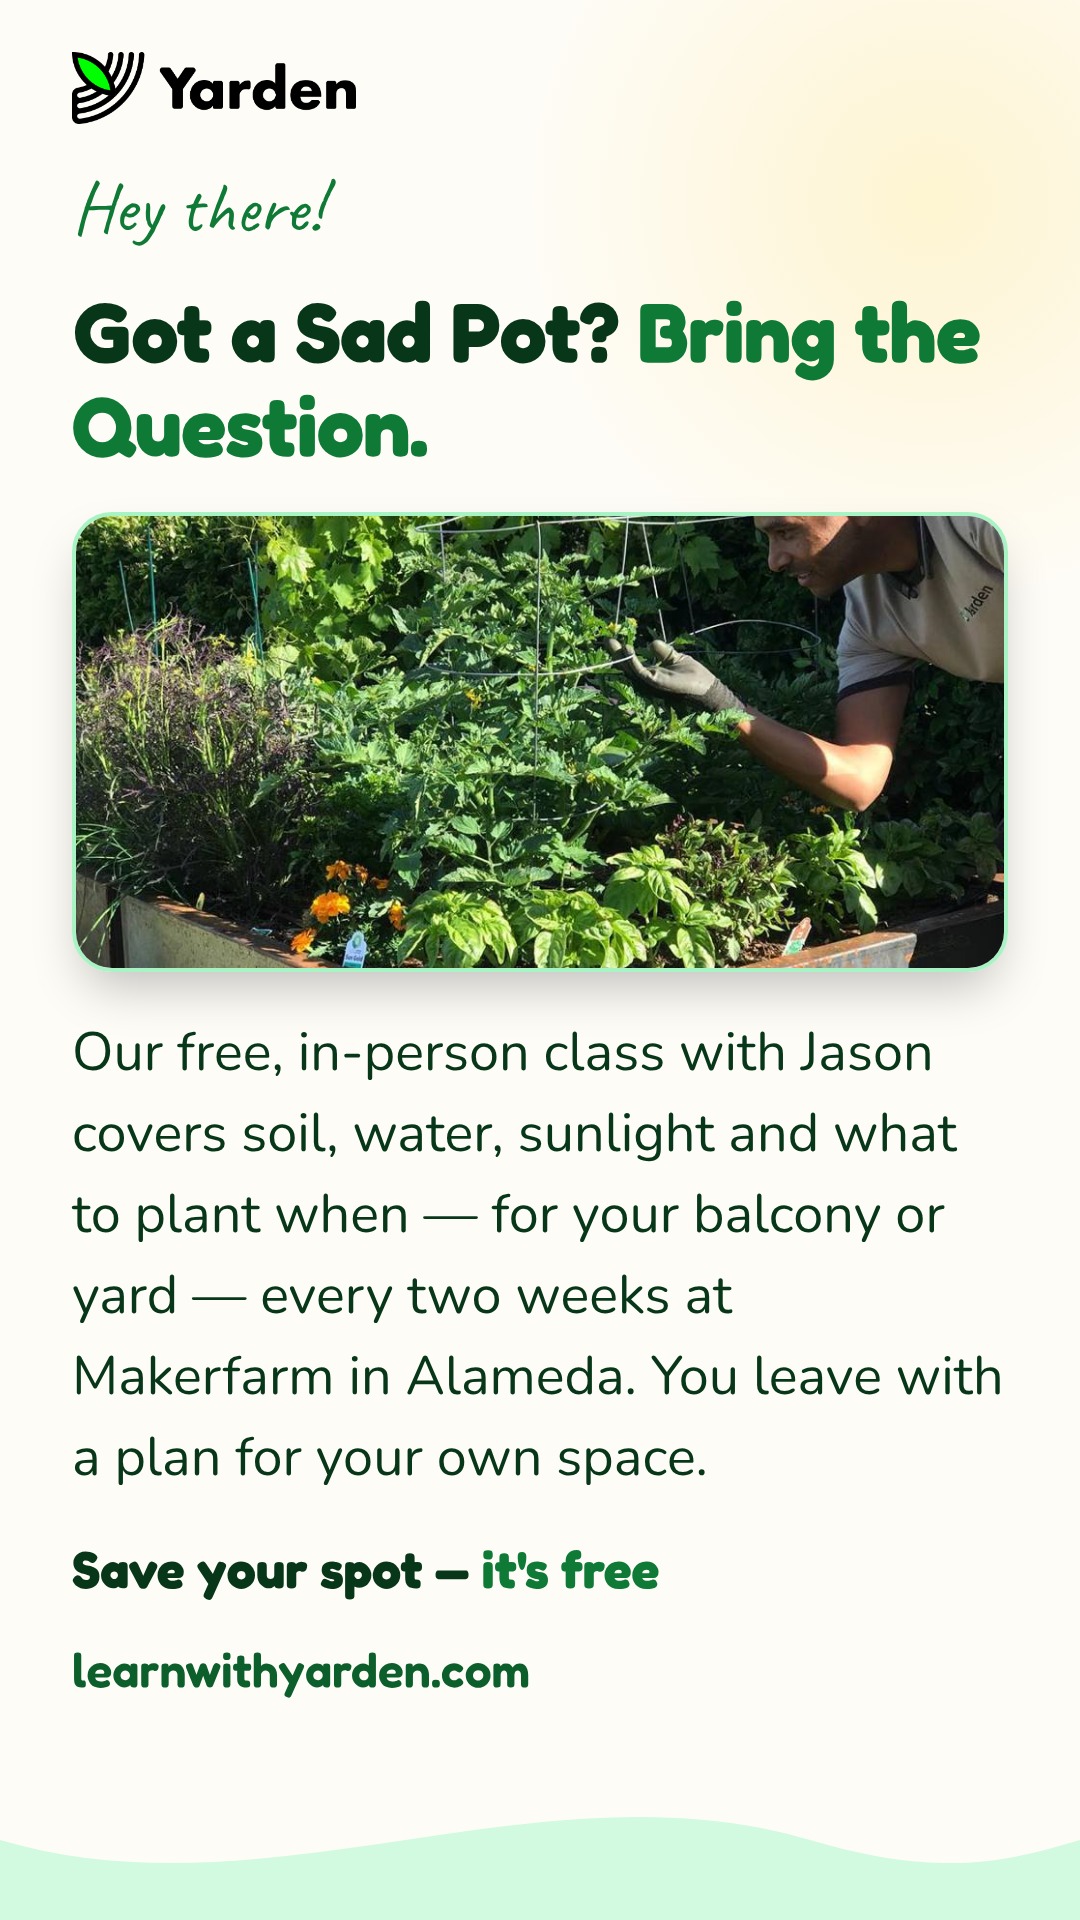 Yarden
Hey there!
Got a Sad Pot? Bring the
Question.
Our free, in-person class with Jason
covers soil, water, sunlight and what
to plant when — for your balcony or
yard — every two weeks at
Makerfarm in Alameda. You leave with
a plan for your own space.
Save your spot — it's free
learnwithyarden.com